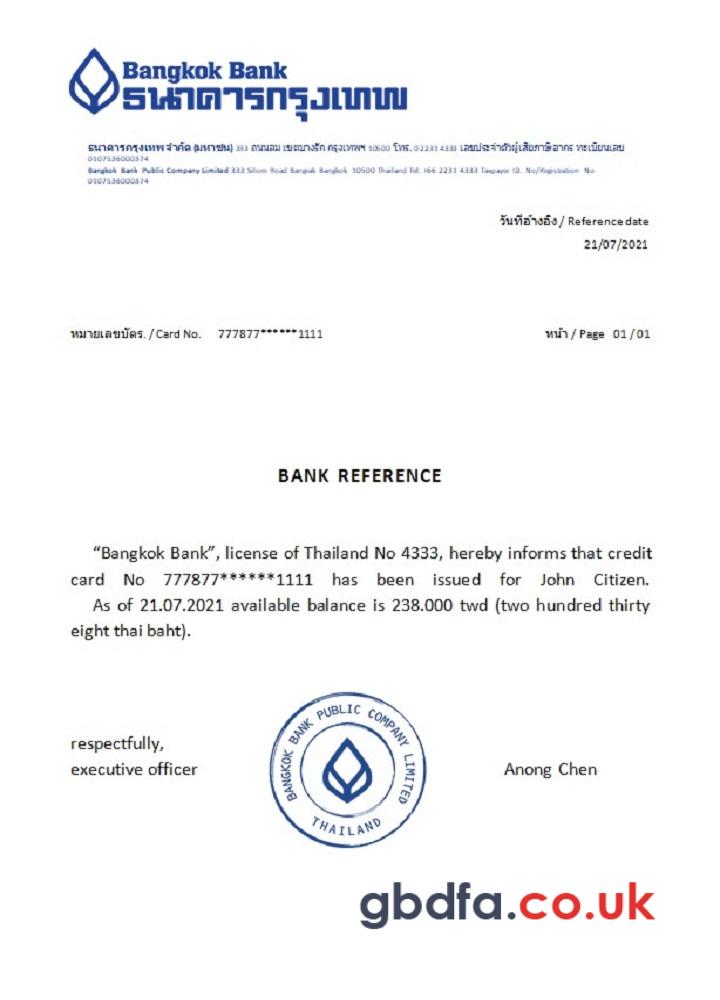 Bangkok Bank
ธนาคารกรุงเทพ
ธนาคารกรุงเทพ จำกัด (มหาชน) 333 ถนนสีลม เขตบางรัก กรุงเทพฯ 10500 โทร. 0 2231 4333 เลขประจำตัวผู้เสียภาษีอากร ทะเบียนเลข
0107536000374
Bangkok Bank Public Company Limited 333 Silom Road Bangrak Bangkok 10500 Thailand Tel. +66 2231 4333 Taxpayer ID. No/Registration No
0107536000374
วันที่อ้างอิง / Reference date
21/07/2021
หมายเลขบัตร. / Card No. 777877******1111
หน้า / Page 01 / 01
BANK REFERENCE
“Bangkok Bank”, license of Thailand No 4333, hereby informs that credit
card No 777877******1111 has been issued for John Citizen.
As of 21.07.2021 available balance is 238.000 twd (two hundred thirty
eight thai baht).
respectfully,
executive officer
BANGKOK BANK PUBLIC COMPANY LIMITED
THAILAND
Anong Chen
gbdfa.co.uk